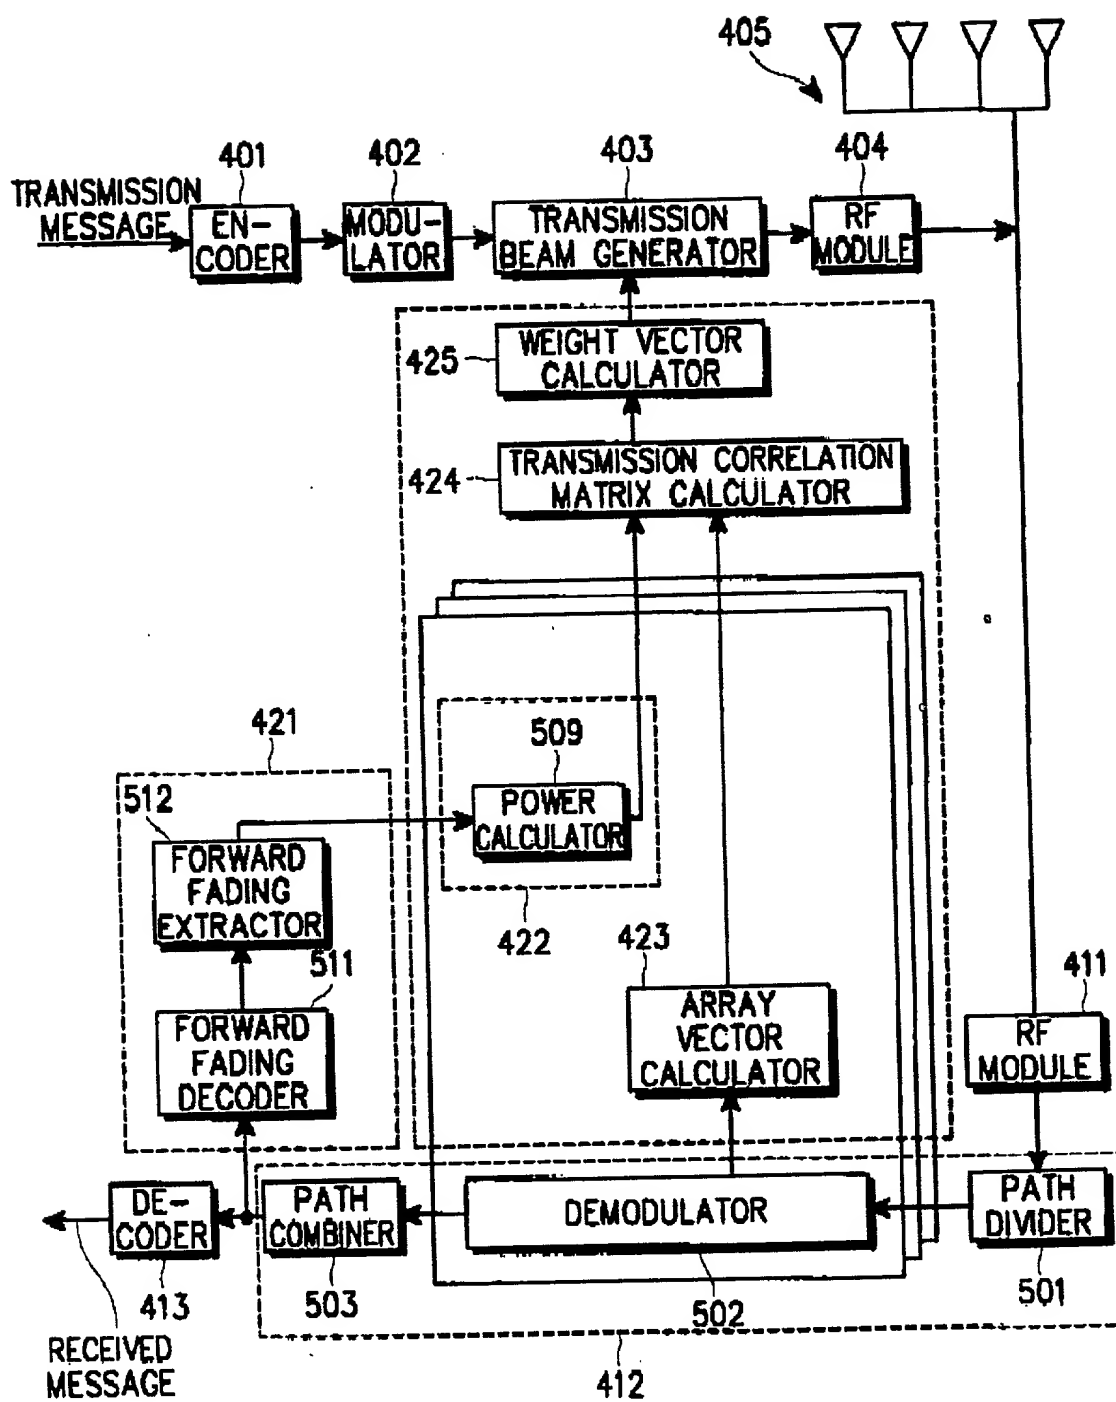 405
401
402
403
404
TRANSMISSION
MESSAGE
EN-
CODER
MODU-
LATOR
TRANSMISSION
BEAM GENERATOR
RF
MODULE
425
WEIGHT VECTOR
CALCULATOR
424
TRANSMISSION CORRELATION
MATRIX CALCULATOR
421
509
512
POWER
CALCULATOR
FORWARD
FADING
EXTRACTOR
422
423
511
411
FORWARD
FADING
DECODER
ARRAY
VECTOR
CALCULATOR
RF
MODULE
DE-
CODER
PATH
COMBINER
DEMODULATOR
PATH
DIVIDER
413
503
502
501
RECEIVED
MESSAGE
412